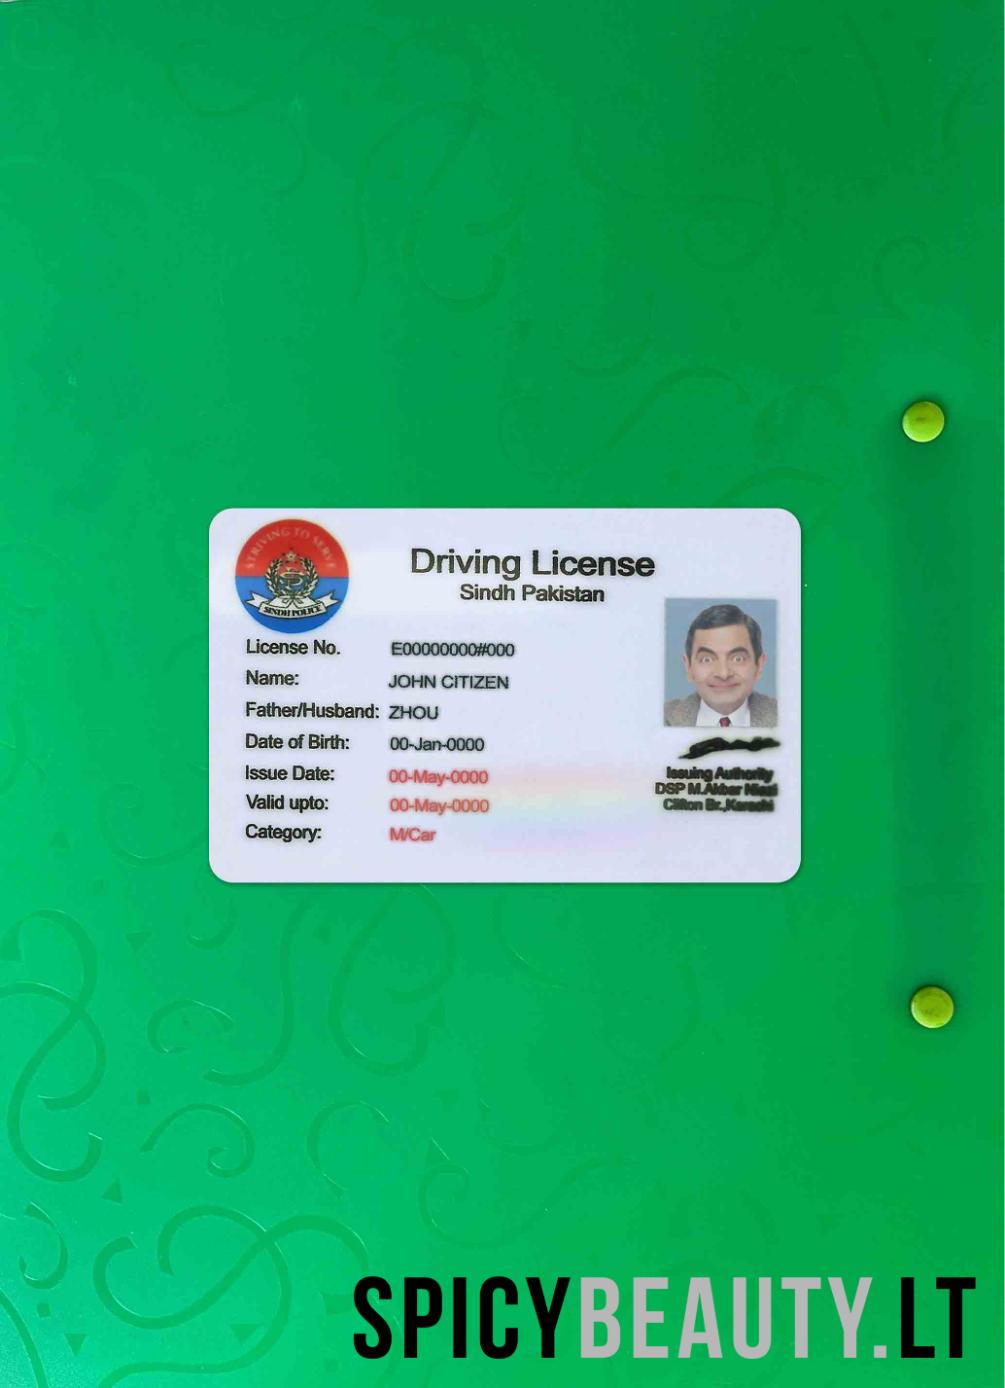 STRIVING TO SERVE
SINDH POLICE
Driving License
Sindh Pakistan
License No. E00000000#000
Name: JOHN CITIZEN
Father/Husband: ZHOU
Date of Birth: 00-Jan-0000
Issue Date: 00-May-0000
Valid upto: 00-May-0000
Category: M/Car
Issuing Authority
DSP M.Akbar Niazi
Clifton Br.,Karachi
SPICYBEAUTY.LT